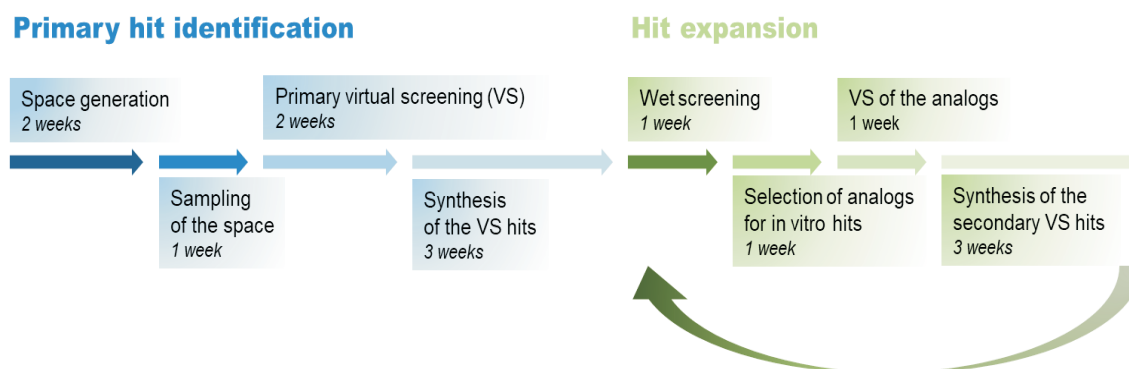 Primary hit identification
Hit expansion
Space generation
2 weeks
Primary virtual screening (VS)
2 weeks
Wet screening
1 week
VS of the analogs
1 week
Sampling
of the space
1 week
Synthesis
of the VS hits
3 weeks
Selection of analogs
for in vitro hits
1 week
Synthesis of the
secondary VS hits
3 weeks